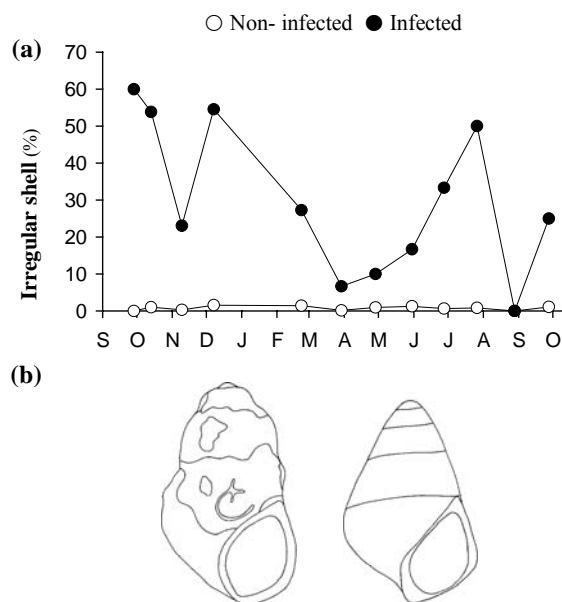 Non- infected Infected
(a)
70
60
50
40
30
20
10
0
Irregular shell (%)
S O N D J F M A M J J A S O
(b)